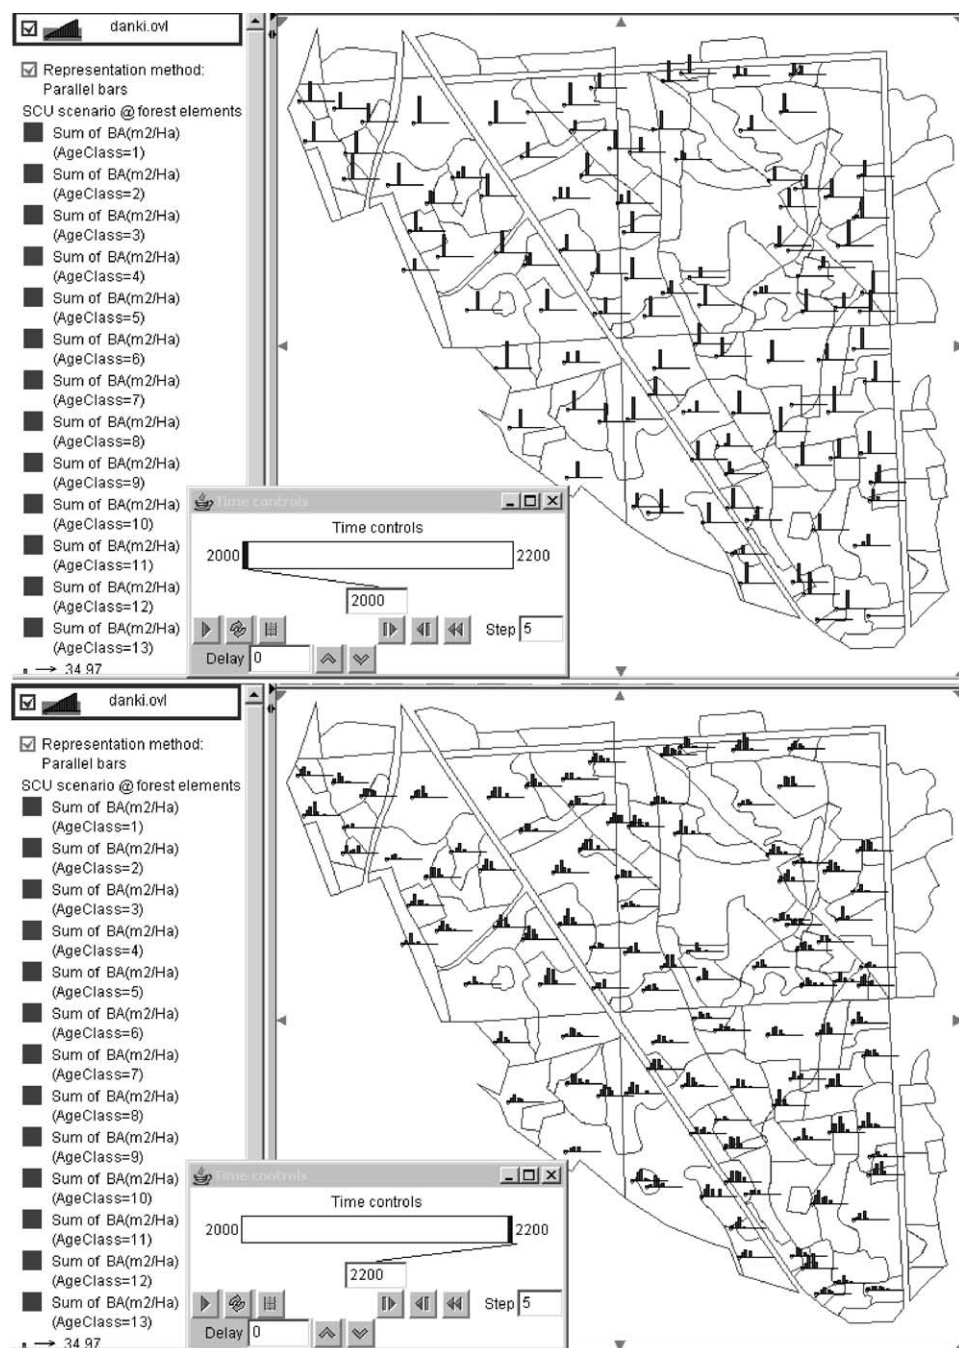 danki.ovl
Representation method:
Parallel bars
SCU scenario @ forest elements
Sum of BA(m2/Ha)
(AgeClass=1)
Sum of BA(m2/Ha)
(AgeClass=2)
Sum of BA(m2/Ha)
(AgeClass=3)
Sum of BA(m2/Ha)
(AgeClass=4)
Sum of BA(m2/Ha)
(AgeClass=5)
Sum of BA(m2/Ha)
(AgeClass=6)
Sum of BA(m2/Ha)
(AgeClass=7)
Sum of BA(m2/Ha)
(AgeClass=8)
Sum of BA(m2/Ha)
(AgeClass=9)
Sum of BA(m2/Ha)
(AgeClass=10)
Sum of BA(m2/Ha)
(AgeClass=11)
Sum of BA(m2/Ha)
(AgeClass=12)
Sum of BA(m2/Ha)
(AgeClass=13)
34.97
Time controls
Time controls
2000 2200
2000
Step 5
Delay 0
danki.ovl
Representation method:
Parallel bars
SCU scenario @ forest elements
Sum of BA(m2/Ha)
(AgeClass=1)
Sum of BA(m2/Ha)
(AgeClass=2)
Sum of BA(m2/Ha)
(AgeClass=3)
Sum of BA(m2/Ha)
(AgeClass=4)
Sum of BA(m2/Ha)
(AgeClass=5)
Sum of BA(m2/Ha)
(AgeClass=6)
Sum of BA(m2/Ha)
(AgeClass=7)
Sum of BA(m2/Ha)
(AgeClass=8)
Sum of BA(m2/Ha)
(AgeClass=9)
Sum of BA(m2/Ha)
(AgeClass=10)
Sum of BA(m2/Ha)
(AgeClass=11)
Sum of BA(m2/Ha)
(AgeClass=12)
Sum of BA(m2/Ha)
(AgeClass=13)
34.97
Time controls
Time controls
2000 2200
2200
Step 5
Delay 0